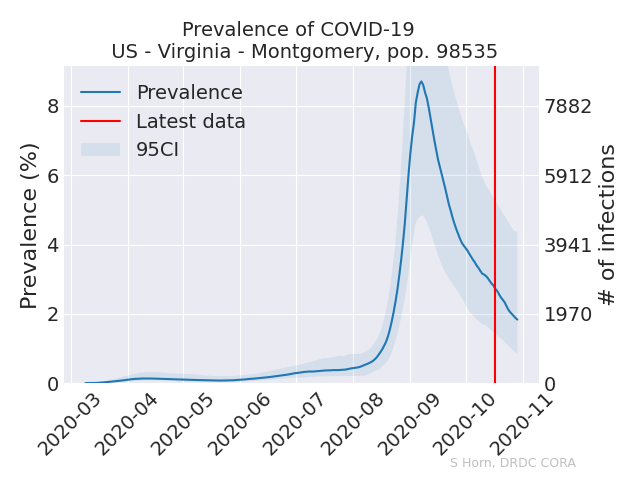 Prevalence of COVID-19
US - Virginia - Montgomery, pop. 98535
Prevalence
Latest data
95CI
Prevalence (%)
8
6
4
2
0
7882
5912
3941
1970
0
# of infections
2020-03
2020-04
2020-05
2020-06
2020-07
2020-08
2020-09
2020-10
2020-11
S Horn, DRDC CORA